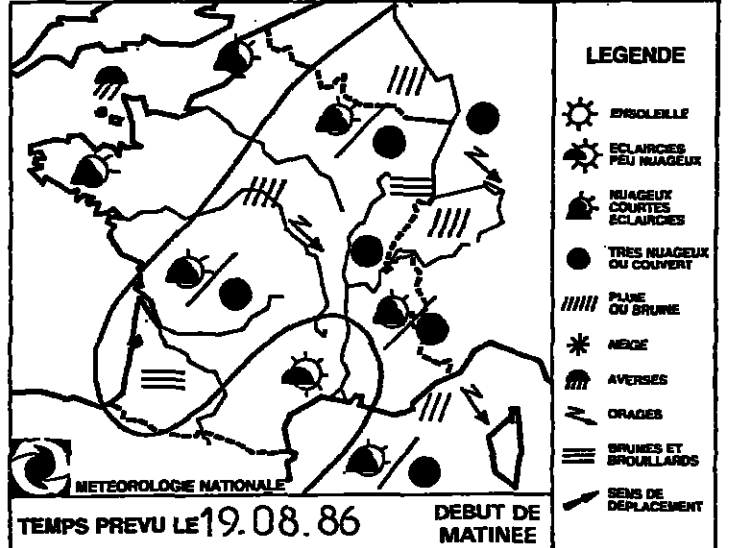 LEGENDE
ENSOLEILLE
ECLAIRCIES
PEU NUAGEUX
NUAGEUX
COURTES
ECLAIRCIES
TRES NUAGEUX
OU COUVERT
PLUIE
OU BRUINE
NEIGE
AVERSES
ORAGES
BRUMES ET
BROUILLARDS
SENS DE
DEPLACEMENT
METEOROLOGIE NATIONALE
TEMPS PREVU LE 19.08.86
DEBUT DE
MATINEE